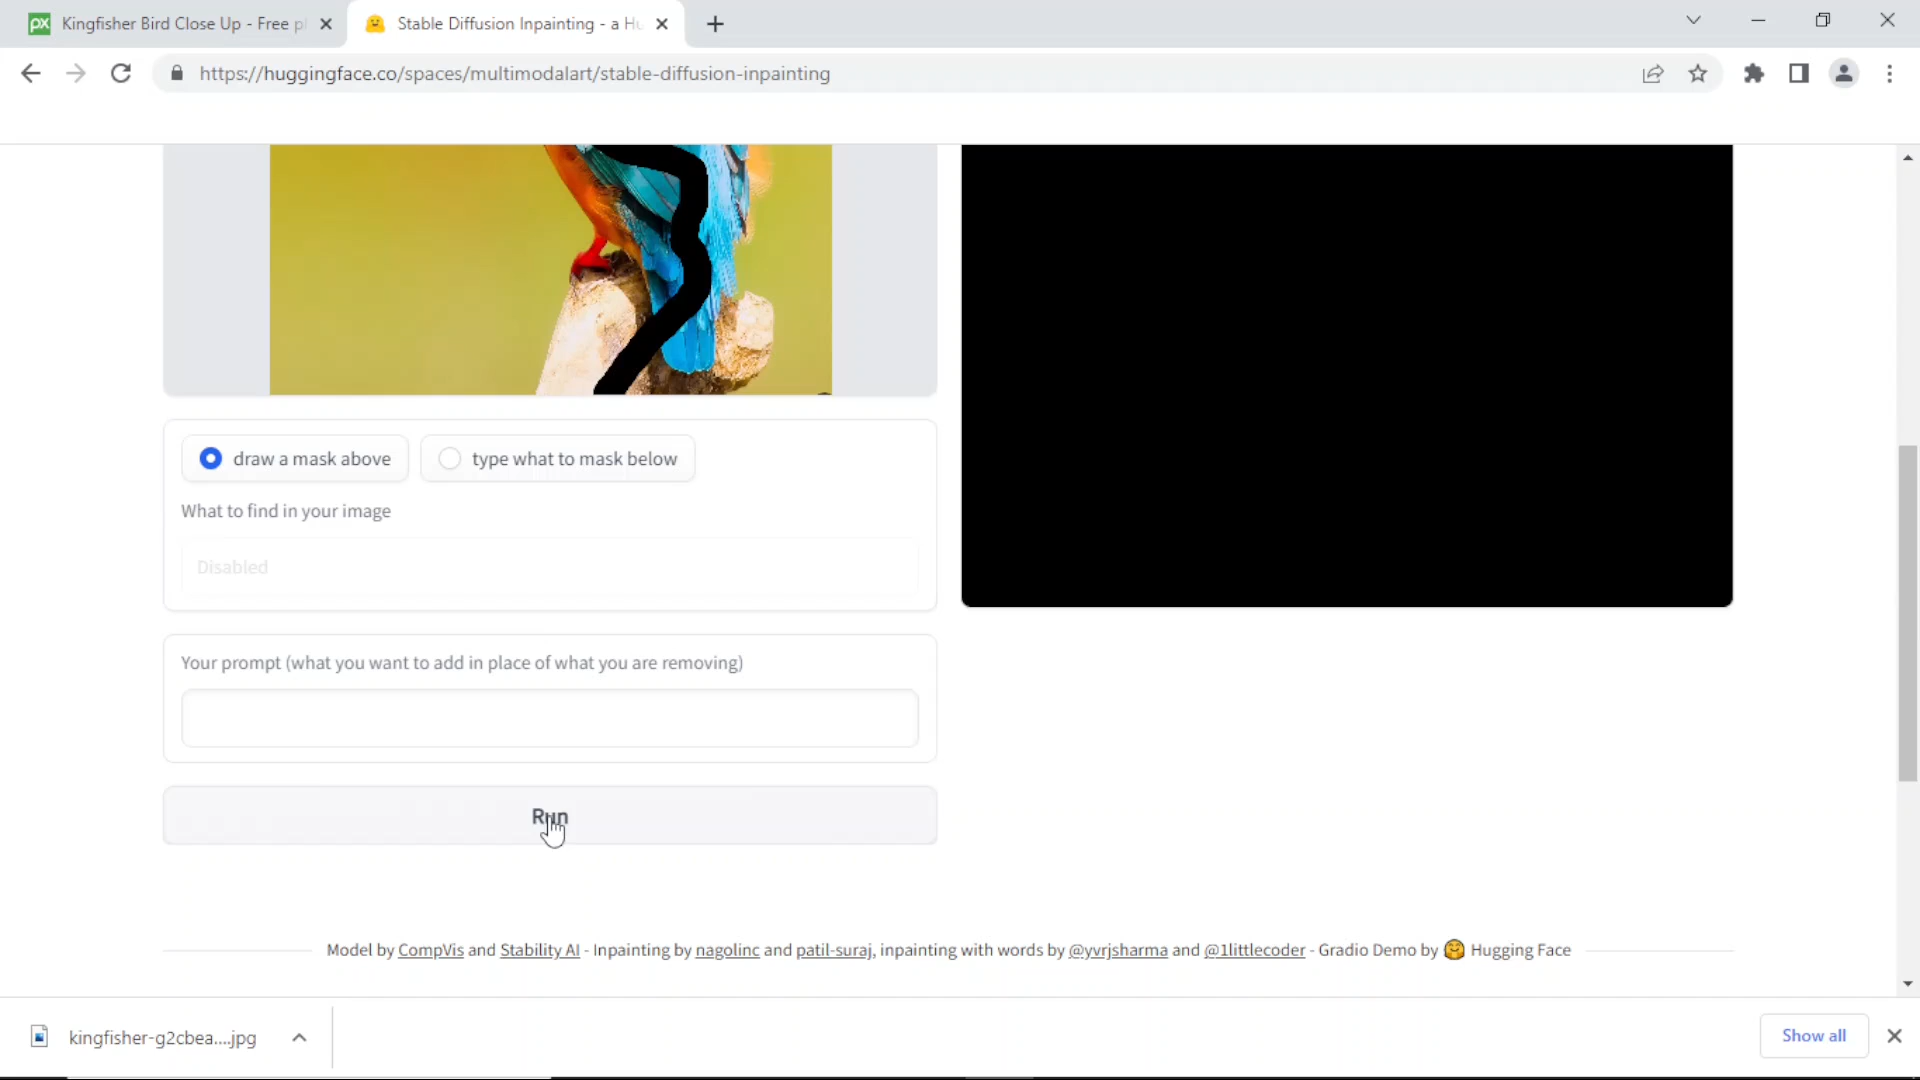 Kingfisher Bird Close Up - Free p
Stable Diffusion Inpainting - a Hu
https://huggingface.co/spaces/multimodalart/stable-diffusion-inpainting
draw a mask above
type what to mask below
What to find in your image
Disabled
Your prompt (what you want to add in place of what you are removing)
Run
Model by CompVis and Stability AI - Inpainting by nagolinc and patil-suraj, inpainting with words by @yvrjsharma and @1littlecoder - Gradio Demo by 🤗 Hugging Face
kingfisher-g2cbea....jpg
Show all